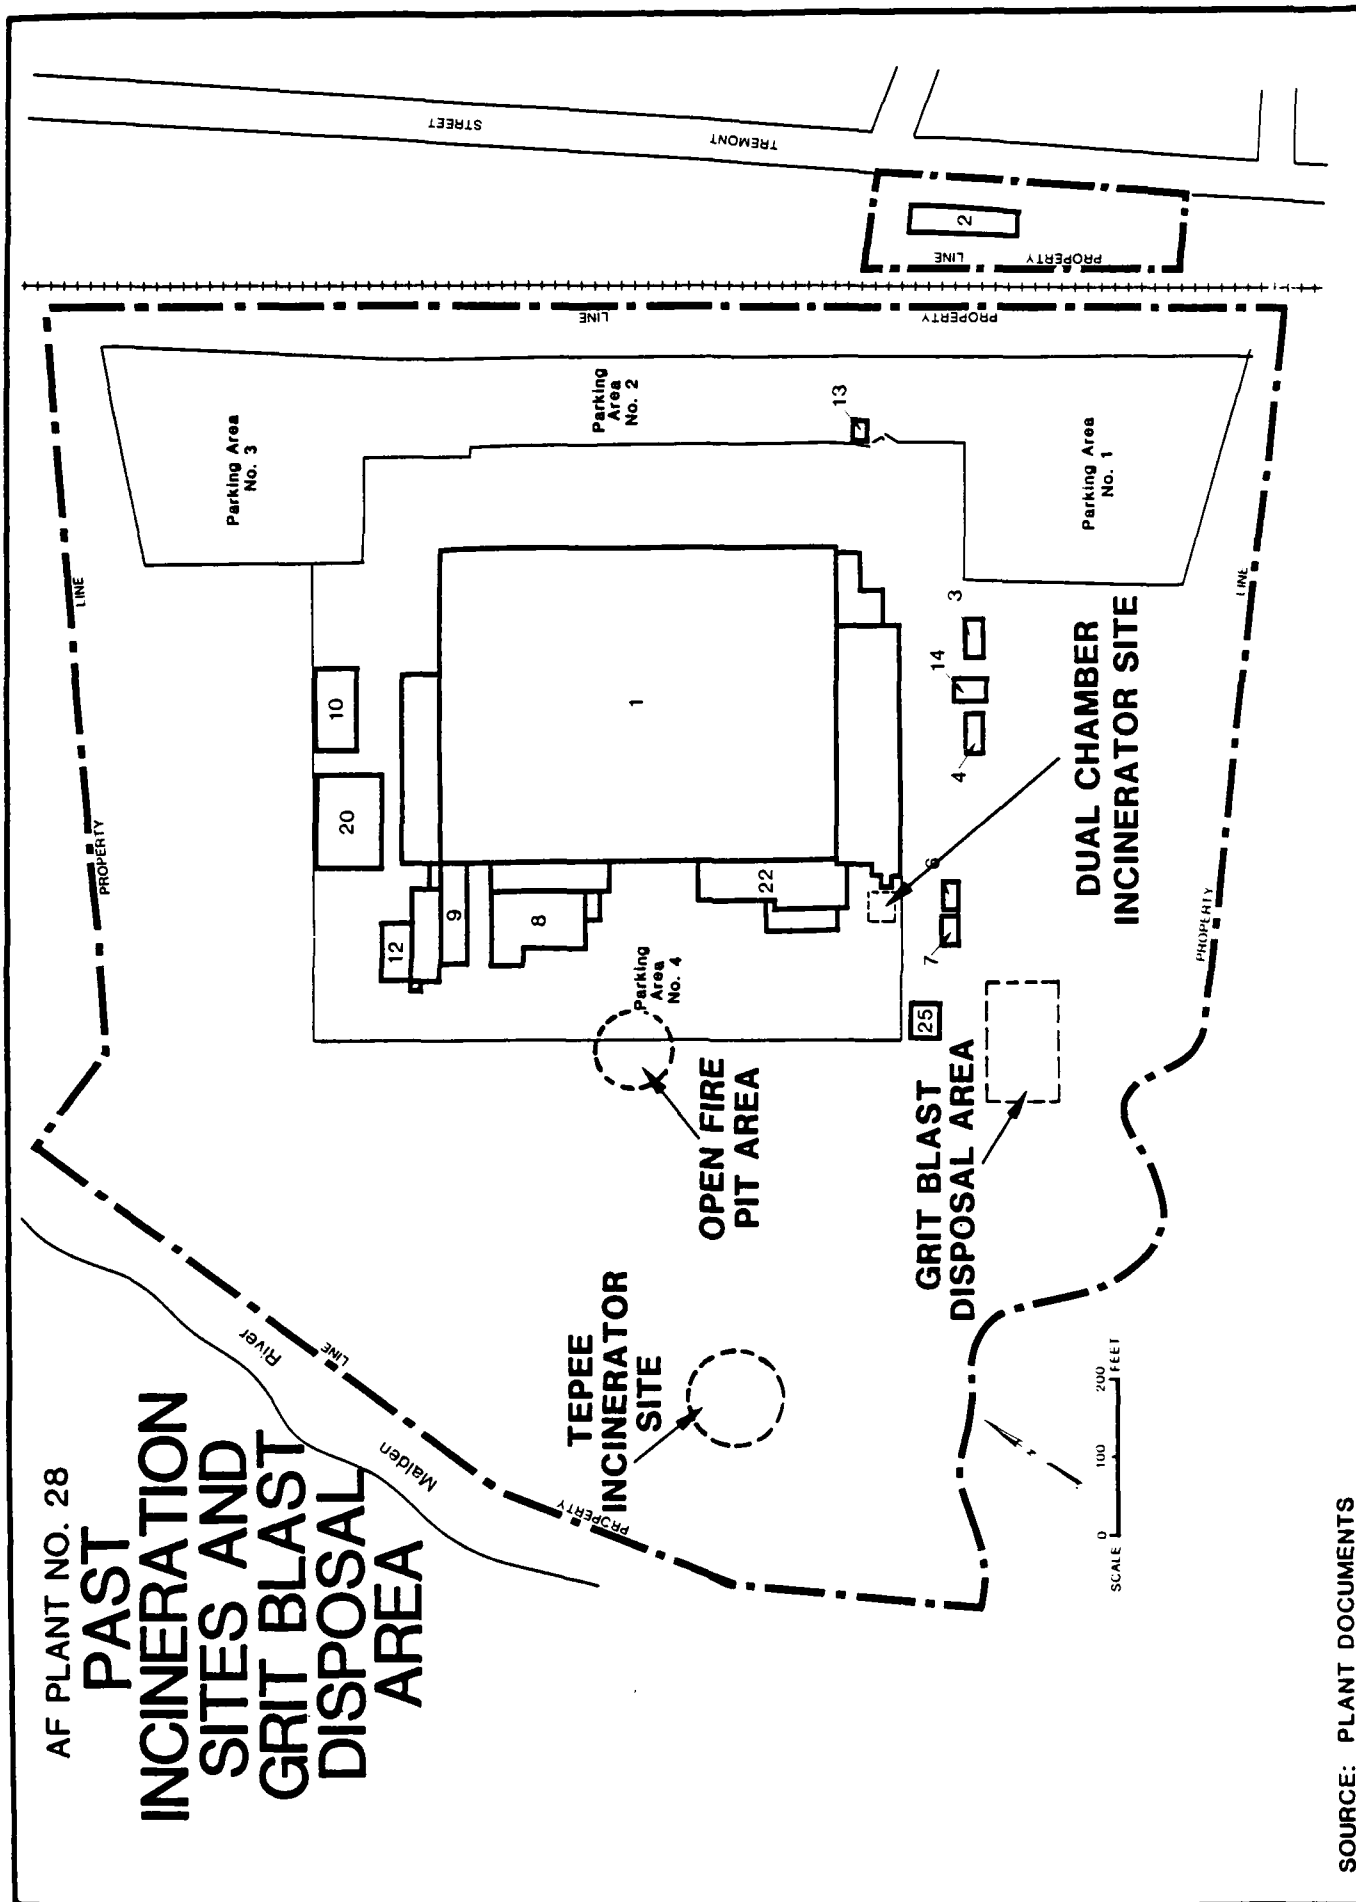 AF PLANT NO. 28
PAST
INCINERATION
SITES AND
GRIT BLAST
DISPOSAL
AREA
Malden
River
PROPERTY
LINE
TEPEE
INCINERATOR
SITE
OPEN FIRE
PIT AREA
GRIT BLAST
DISPOSAL AREA
DUAL CHAMBER
INCINERATOR SITE
PROPERTY
LINE
PROPERTY
LINE
PROPERTY
LINE
PROPERTY
LINE
TREMONT
STREET
Parking Area
No. 3
Parking
Area
No. 2
Parking Area
No. 1
Parking
Area
No. 4
1
2
3
4
6
7
8
9
10
12
13
14
20
22
25
N
SCALE 0 100 200 FEET
SOURCE: PLANT DOCUMENTS